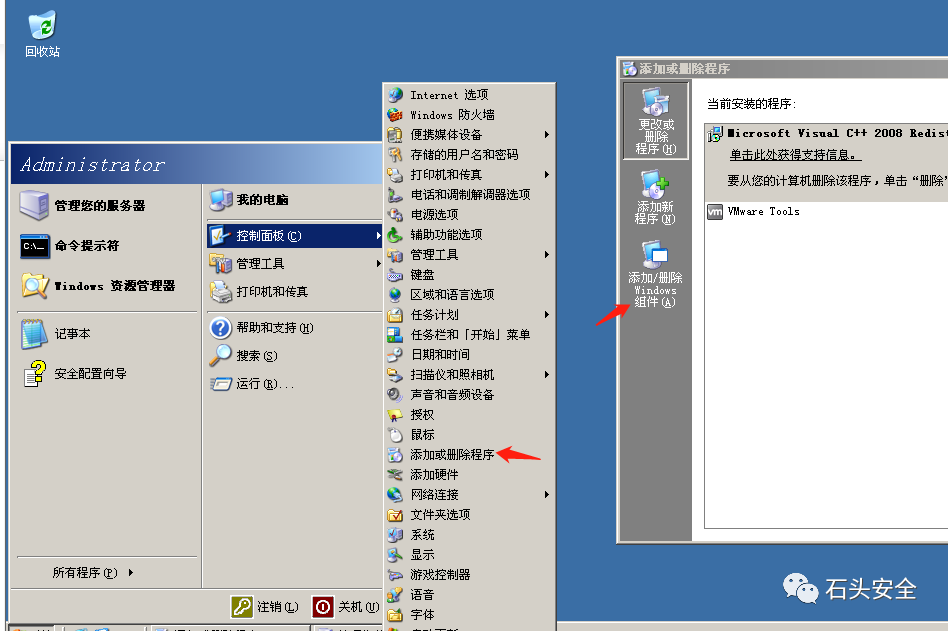 回收站
Administrator
管理您的服务器
命令提示符
Windows 资源管理器
记事本
安全配置向导
所有程序(P)
我的电脑
控制面板(C)
管理工具
打印机和传真
帮助和支持(H)
搜索(S)
运行(R)...
注销(L)
关机(U)
Internet 选项
Windows 防火墙
便携媒体设备
存储的用户名和密码
打印机和传真
电话和调制解调器选项
电源选项
辅助功能选项
管理工具
键盘
区域和语言选项
任务计划
任务栏和「开始」菜单
日期和时间
扫描仪和照相机
声音和音频设备
授权
鼠标
添加或删除程序
添加硬件
网络连接
文件夹选项
系统
显示
游戏控制器
语音
字体
添加或删除程序
更改或
删除
程序(H)
添加新
程序(N)
添加/删除
Windows
组件(A)
当前安装的程序:
Microsoft Visual C++ 2008 Redist
单击此处获得支持信息。
要从您的计算机删除该程序，单击“删除”
vm VMware Tools
石头安全